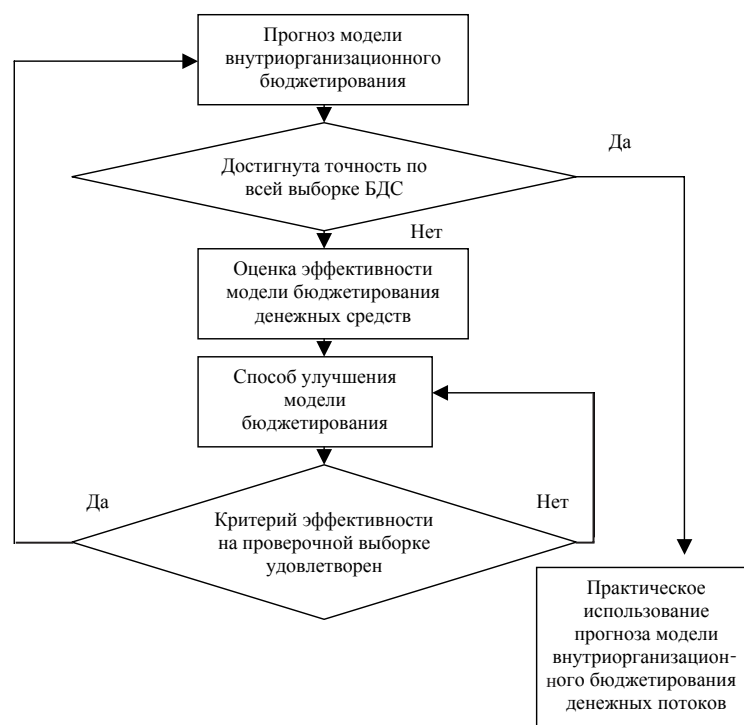 Прогноз модели
внутриорганизационного
бюджетирования
Да
Достигнута точность по
всей выборке БДС
Нет
Оценка эффективности
модели бюджетирования
денежных средств
Способ улучшения
модели
бюджетирования
Да
Нет
Критерий эффективности
на проверочной выборке
удовлетворен
Практическое
использование
прогноза модели
внутриорганизацион-
ного бюджетирования
денежных потоков